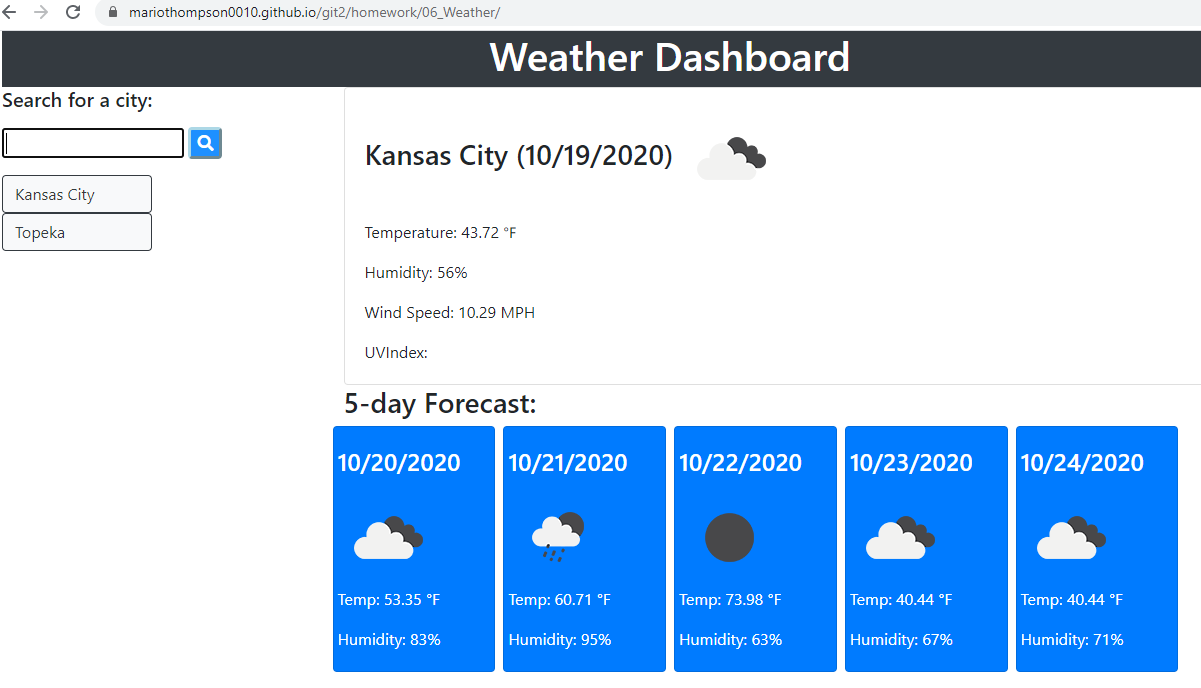 mariothompson0010.github.io/git2/homework/06_Weather/
Weather Dashboard
Search for a city:
Kansas City
Topeka
Kansas City (10/19/2020)
Temperature: 43.72 °F
Humidity: 56%
Wind Speed: 10.29 MPH
UVIndex:
5-day Forecast:
10/20/2020
Temp: 53.35 °F
Humidity: 83%
10/21/2020
Temp: 60.71 °F
Humidity: 95%
10/22/2020
Temp: 73.98 °F
Humidity: 63%
10/23/2020
Temp: 40.44 °F
Humidity: 67%
10/24/2020
Temp: 40.44 °F
Humidity: 71%